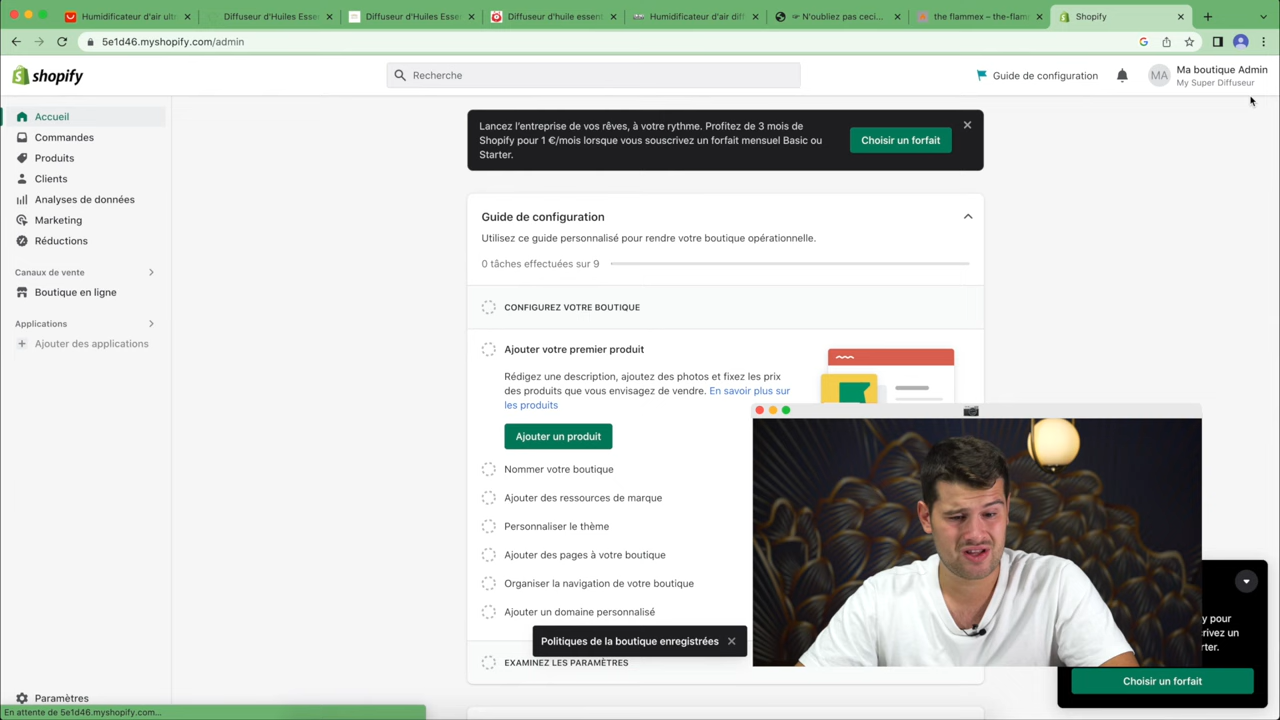 Humidificateur d'air ultr
Diffuseur d'Huiles Essen
Diffuseur d'Huiles Essen
Diffuseur d'huile essent
Humidificateur air diff
N'oubliez pas ceci...
the flammex – the-flam
Shopify
5e1d46.myshopify.com/admin
shopify
Recherche
Guide de configuration
MA
Ma boutique Admin
My Super Diffuseur
Accueil
Commandes
Produits
Clients
Analyses de données
Marketing
Réductions
Canaux de vente
Boutique en ligne
Applications
Ajouter des applications
Paramètres
En attente de 5e1d46.myshopify.com...
Lancez l'entreprise de vos rêves, à votre rythme. Profitez de 3 mois de
Shopify pour 1 €/mois lorsque vous souscrivez un forfait mensuel Basic ou
Starter.
Choisir un forfait
Guide de configuration
Utilisez ce guide personnalisé pour rendre votre boutique opérationnelle.
0 tâches effectuées sur 9
CONFIGUREZ VOTRE BOUTIQUE
Ajouter votre premier produit
Rédigez une description, ajoutez des photos et fixez les prix
des produits que vous envisagez de vendre. En savoir plus sur
les produits
Ajouter un produit
Nommer votre boutique
Ajouter des ressources de marque
Personnaliser le thème
Ajouter des pages à votre boutique
Organiser la navigation de votre boutique
Ajouter un domaine personnalisé
Politiques de la boutique enregistrées
EXAMINEZ LES PARAMÈTRES
y pour
rivez un
rter.
Choisir un forfait